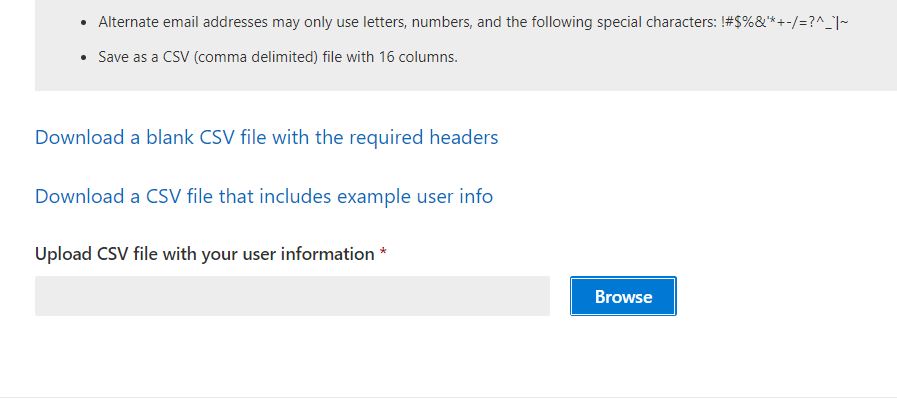 Alternate email addresses may only use letters, numbers, and the following special characters: !#$%&'*+-/=?^_`|~
Save as a CSV (comma delimited) file with 16 columns.
Download a blank CSV file with the required headers
Download a CSV file that includes example user info
Upload CSV file with your user information *
Browse